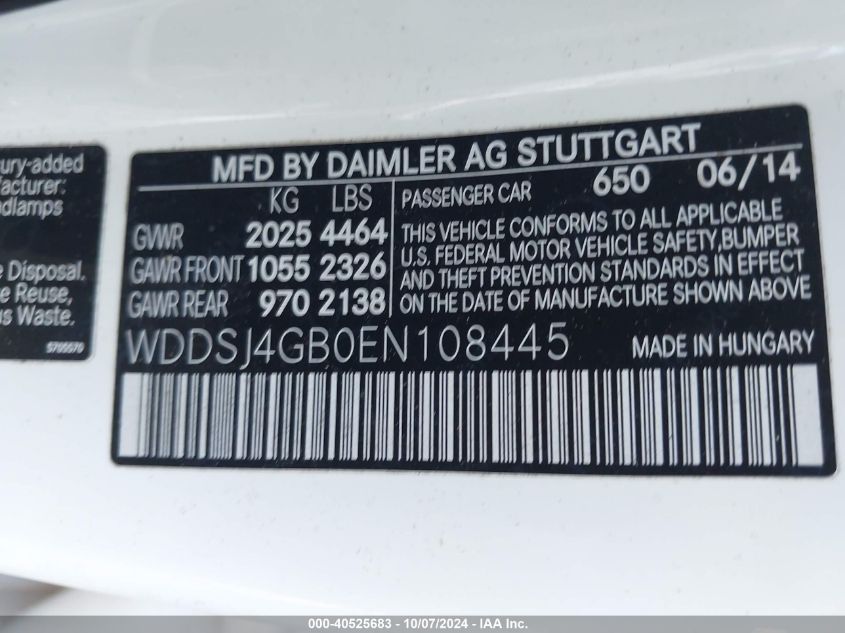 ury-added
facturer:
adlamps
e Disposal.
e Reuse,
us Waste.
MFD BY DAIMLER AG STUTTGART
KG LBS
GVWR 2025 4464
GAWR FRONT 1055 2326
GAWR REAR 970 2138
PASSENGER CAR 650 06/14
THIS VEHICLE CONFORMS TO ALL APPLICABLE
U.S. FEDERAL MOTOR VEHICLE SAFETY,BUMPER
AND THEFT PREVENTION STANDARDS IN EFFECT
ON THE DATE OF MANUFACTURE SHOWN ABOVE
WDDSJ4GB0EN108445 MADE IN HUNGARY
000-40525683 - 10/07/2024 - IAA Inc.